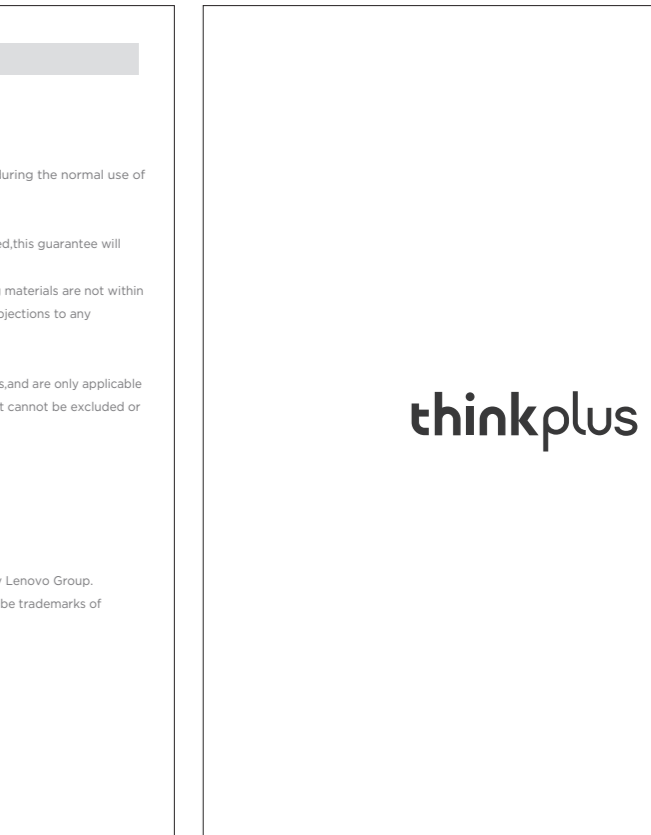 during the normal use of
ed,this guarantee will
materials are not within
objections to any
s,and are only applicable
t cannot be excluded or
Lenovo Group.
be trademarks of
thinkplus